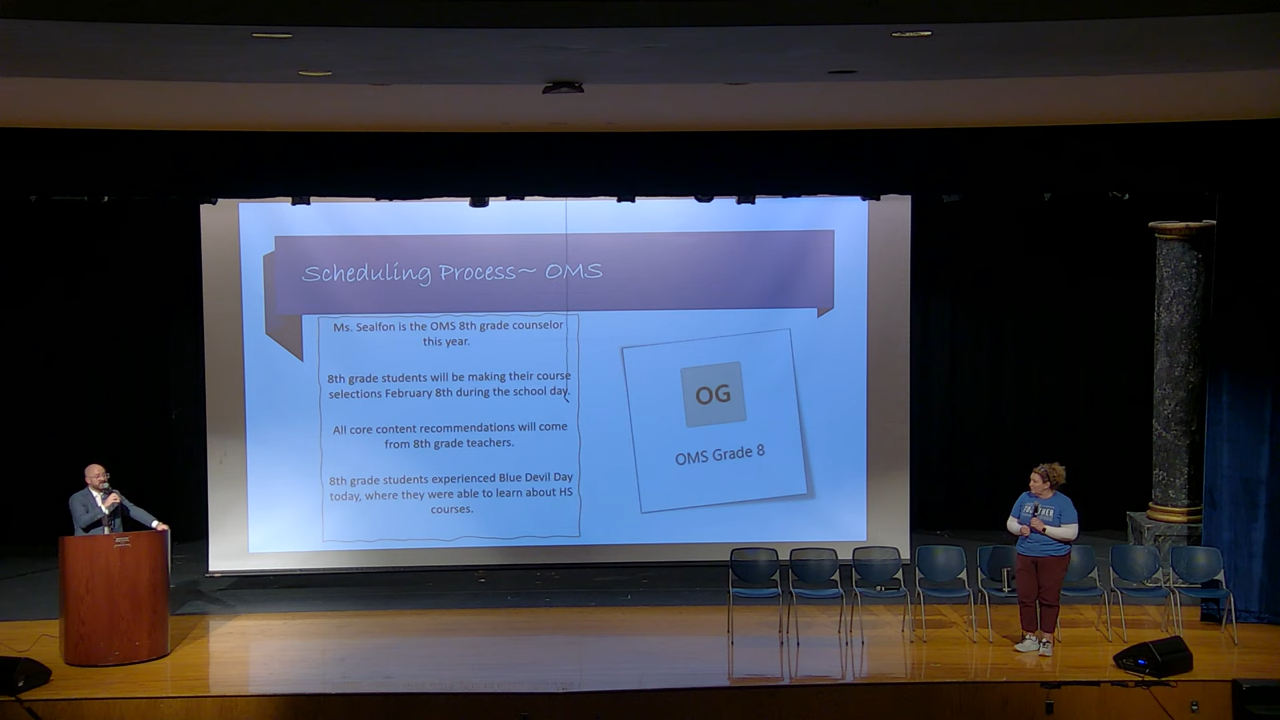 Scheduling Process~ OMS
Ms. Sealfon is the OMS 8th grade counselor
this year.
8th grade students will be making their course
selections February 8th during the school day.
All core content recommendations will come
from 8th grade teachers.
8th grade students experienced Blue Devil Day
today, where they were able to learn about HS
courses.
OG
OMS Grade 8